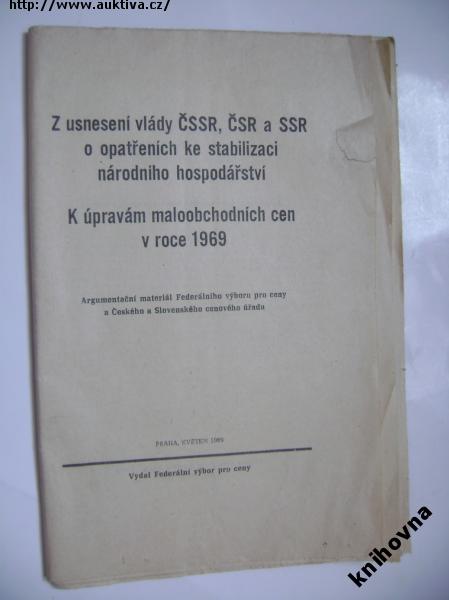 http://www.auktiva.cz/
Z usnesení vlády ČSSR, ČSR a SSR
o opatřeních ke stabilizaci
národního hospodářství
K úpravám maloobchodních cen
v roce 1969
Argumentační materiál Federálního výboru pro ceny
a Českého a Slovenského cenového úřadu
PRAHA, KVĚTEN 1969
Vydal Federální výbor pro ceny
knihovna